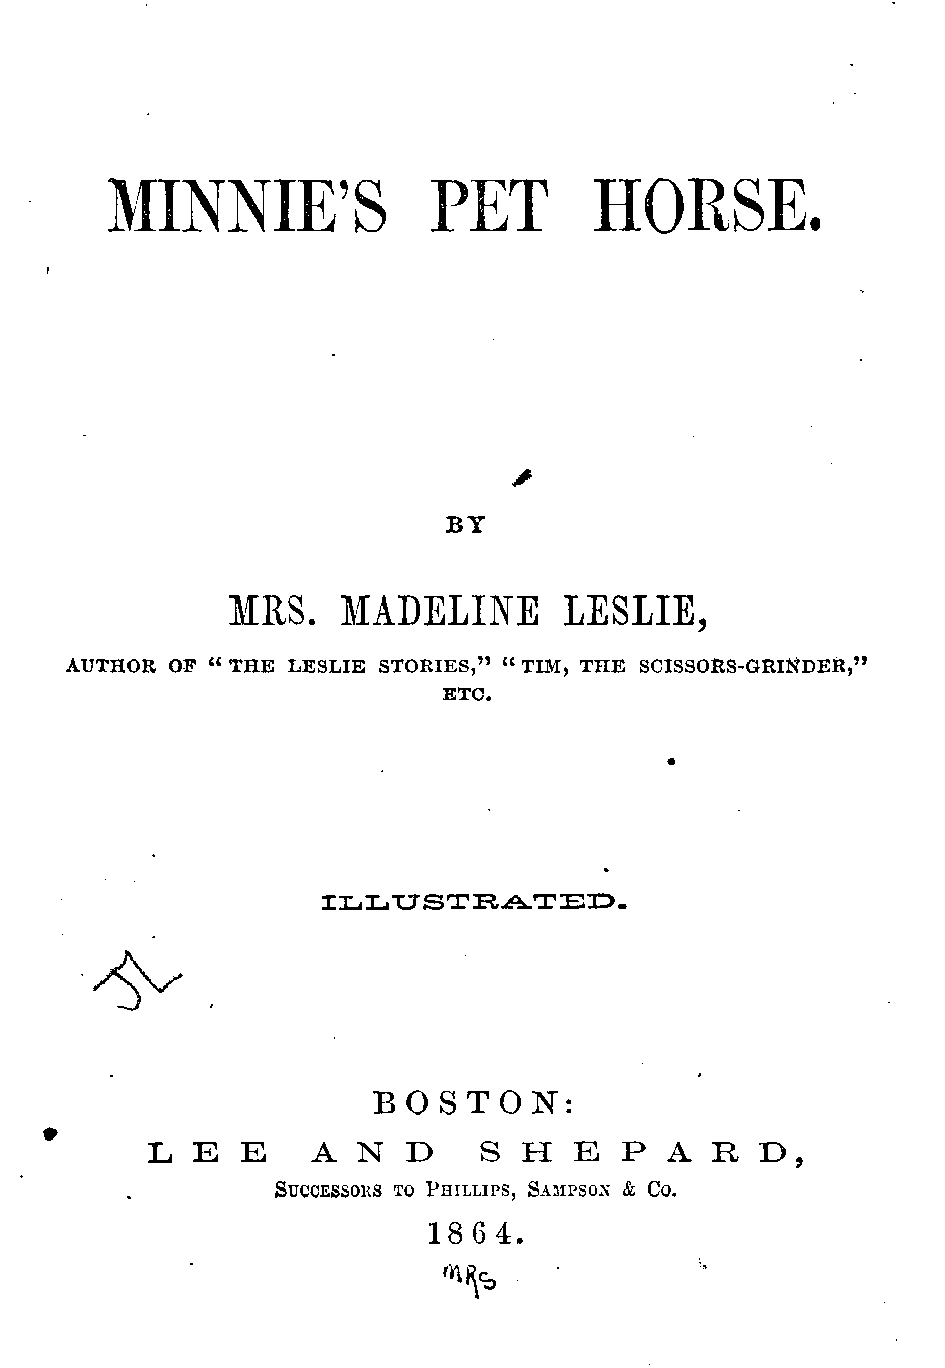 MINNIE'S PET HORSE.
BY
MRS. MADELINE LESLIE,
AUTHOR OF "THE LESLIE STORIES," "TIM, THE SCISSORS-GRINDER,"
ETC.
ILLUSTRATED.
BOSTON:
LEE AND SHEPARD,
SUCCESSORS TO PHILLIPS, SAMPSON & CO.
1864.